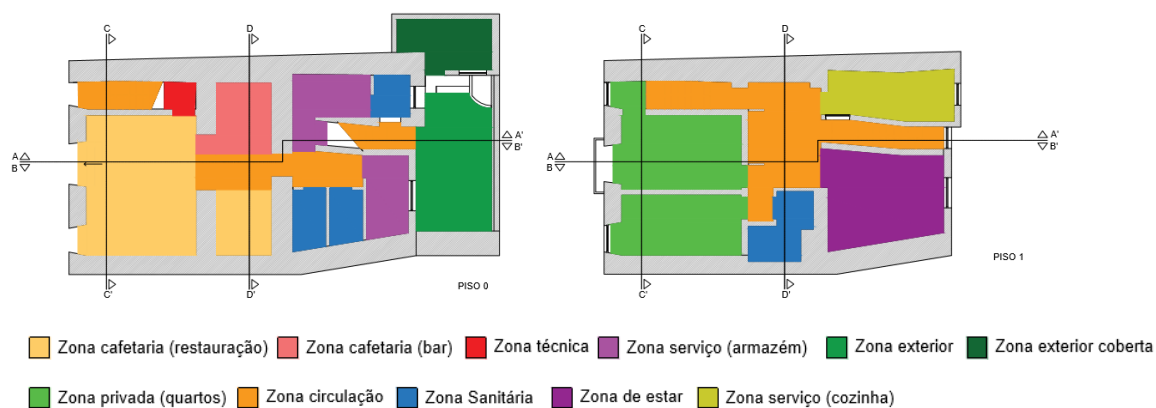 C D
A A'
B B'
C' D'
PISO 0
C D
A A'
B B'
C' D'
PISO 1
Zona cafetaria (restauração) Zona cafetaria (bar) Zona técnica Zona serviço (armazém) Zona exterior Zona exterior coberta
Zona privada (quartos) Zona circulação Zona Sanitária Zona de estar Zona serviço (cozinha)